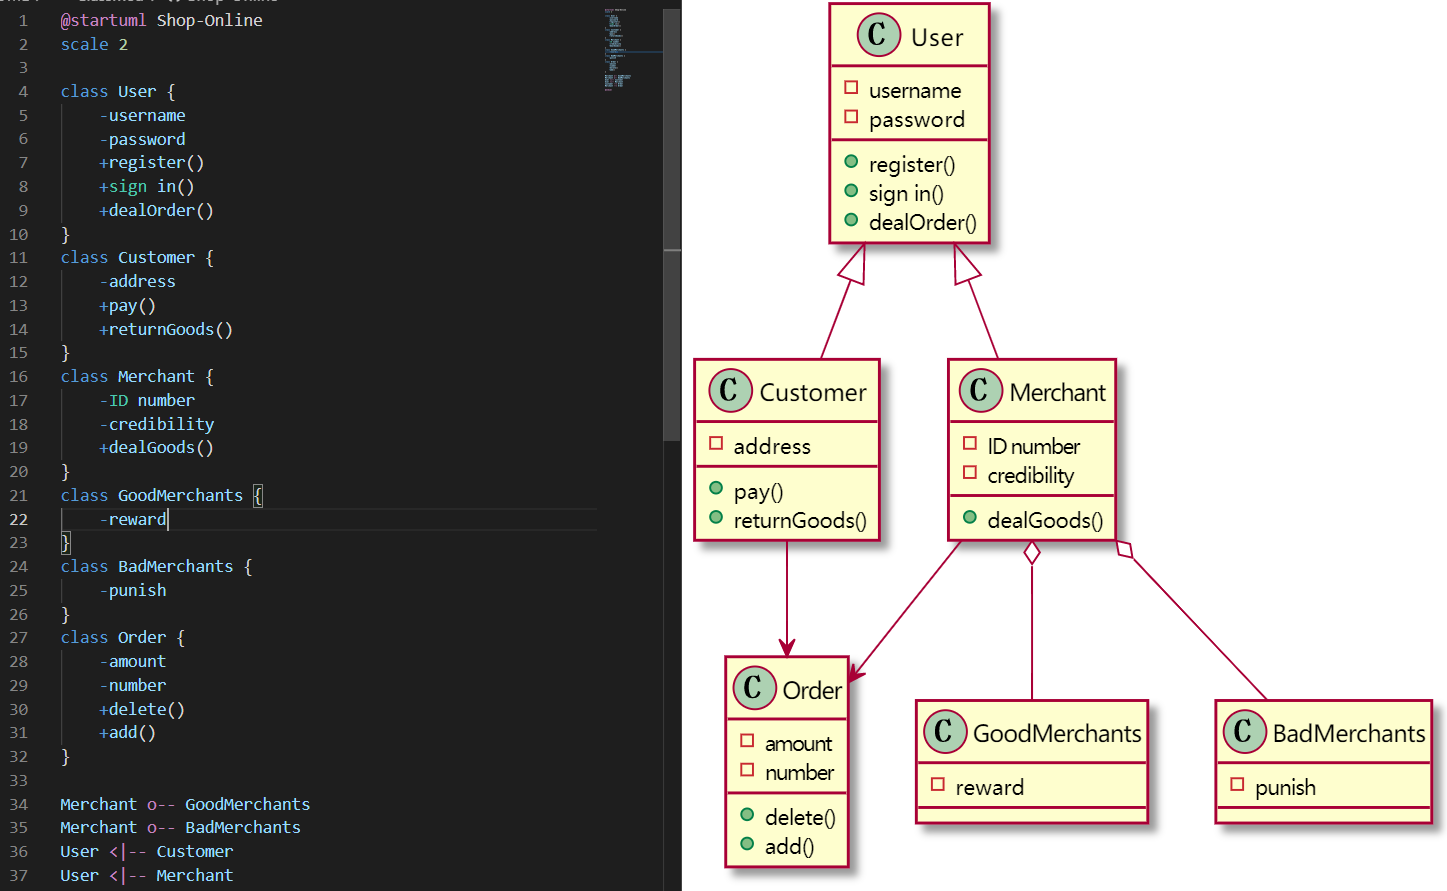 1 @startuml Shop-Online
2 scale 2
3
4 class User {
5 -username
6 -password
7 +register()
8 +sign in()
9 +dealOrder()
10 }
11 class Customer {
12 -address
13 +pay()
14 +returnGoods()
15 }
16 class Merchant {
17 -ID number
18 -credibility
19 +dealGoods()
20 }
21 class GoodMerchants {
22 -reward
23 }
24 class BadMerchants {
25 -punish
26 }
27 class Order {
28 -amount
29 -number
30 +delete()
31 +add()
32 }
33
34 Merchant o-- GoodMerchants
35 Merchant o-- BadMerchants
36 User <|-- Customer
37 User <|-- Merchant
C User
username
password
register()
sign in()
dealOrder()
C Customer
address
pay()
returnGoods()
C Merchant
ID number
credibility
dealGoods()
C Order
amount
number
delete()
add()
C GoodMerchants
reward
C BadMerchants
punish